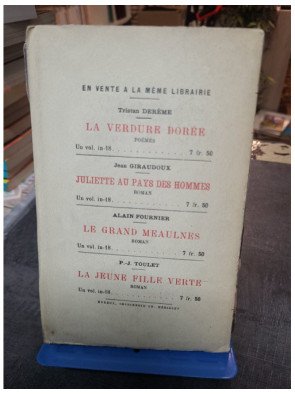 EN VENTE A LA MÊME LIBRAIRIE
Tristan DERÈME
LA VERDURE DORÉE
POÈMES
Un vol. in-18. . . . . . . . . . . . . . . 7 fr. 50
Jean GIRAUDOUX
JULIETTE AU PAYS DES HOMMES
ROMAN
Un vol. in-18. . . . . . . . . . . . . . . 7 fr. 50
ALAIN FOURNIER
LE GRAND MEAULNES
ROMAN
Un vol. in-18. . . . . . . . . . . . . . . 7 fr. 50
P.-J. TOULET
LA JEUNE FILLE VERTE
ROMAN
Un vol. in-18. . . . . . . . . . . . . . . 7 fr. 50
IMPRIMERIE CH. HÉRISSEY